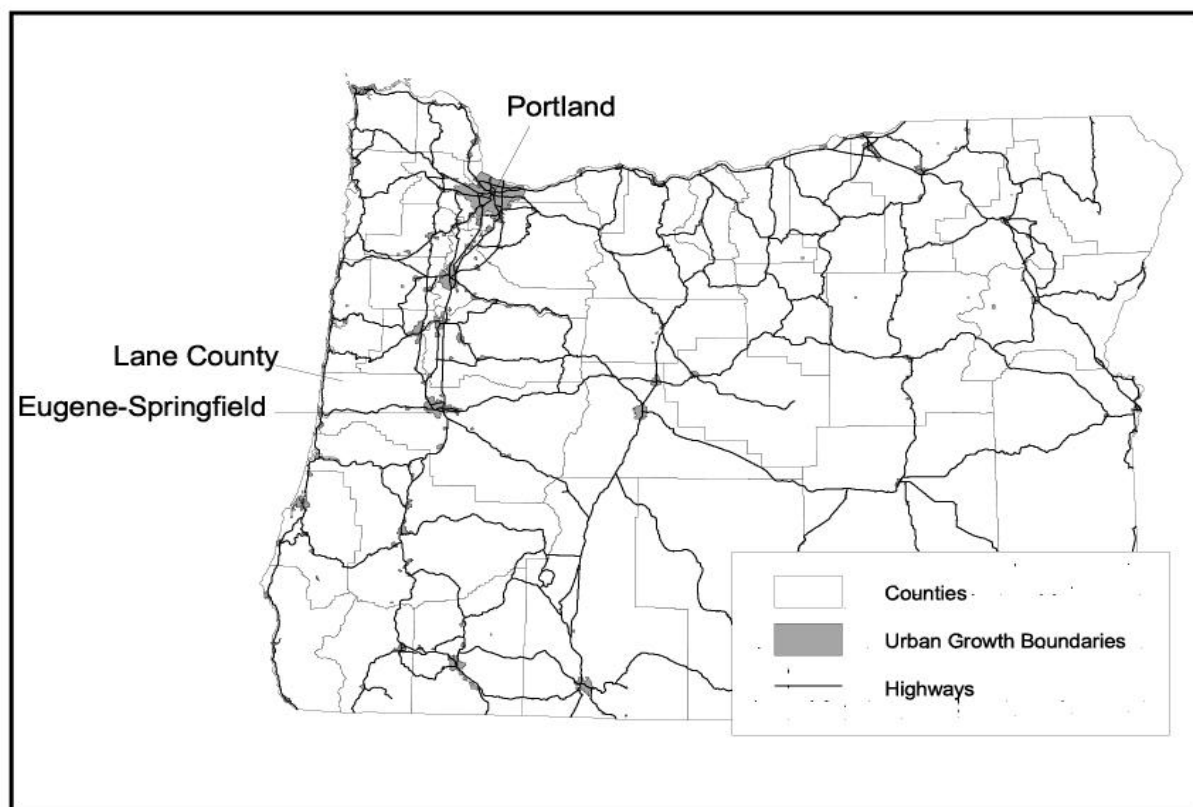 Portland
Lane County
Eugene-Springfield
Counties
Urban Growth Boundaries
Highways